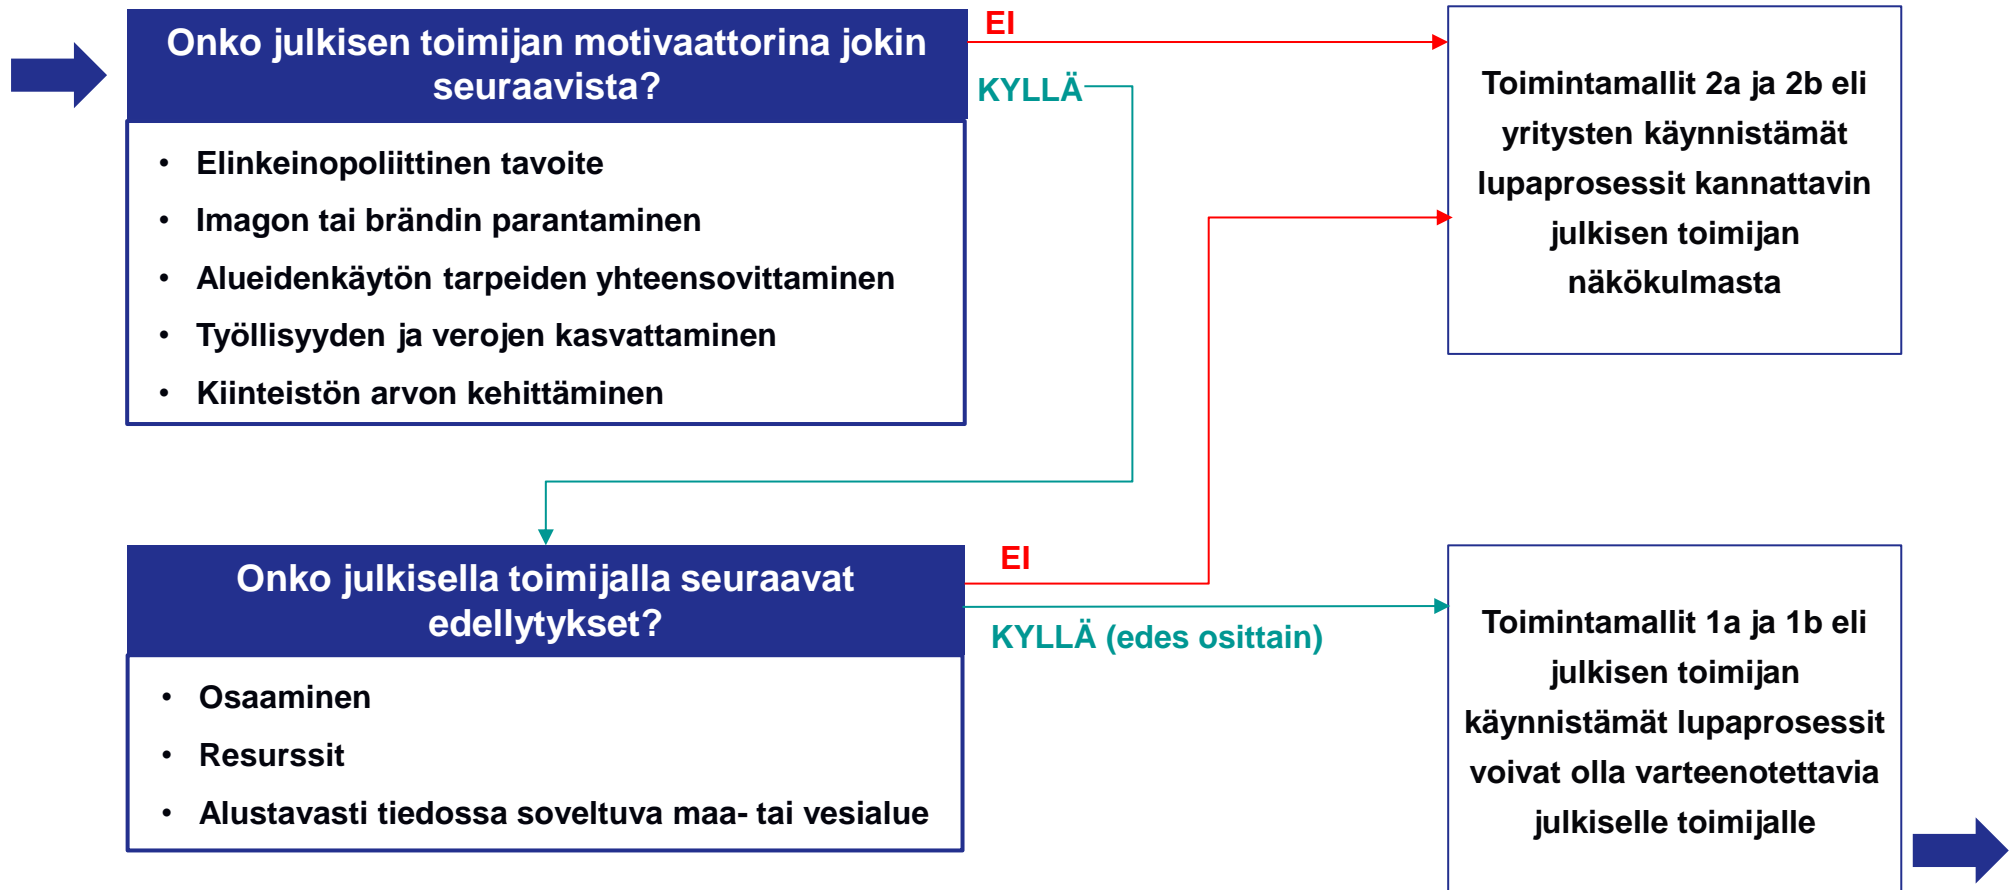 Onko julkisen toimijan motivaattorina jokin
seuraavista?
• Elinkeinopoliittinen tavoite
• Imagon tai brändin parantaminen
• Alueidenkäytön tarpeiden yhteensovittaminen
• Työllisyyden ja verojen kasvattaminen
• Kiinteistön arvon kehittäminen
EI
KYLLÄ
Toimintamallit 2a ja 2b eli
yritysten käynnistämät
lupaprosessit kannattavin
julkisen toimijan
näkökulmasta
Onko julkisella toimijalla seuraavat
edellytykset?
• Osaaminen
• Resurssit
• Alustavasti tiedossa soveltuva maa- tai vesialue
EI
KYLLÄ (edes osittain)
Toimintamallit 1a ja 1b eli
julkisen toimijan
käynnistämät lupaprosessit
voivat olla varteenotettavia
julkiselle toimijalle